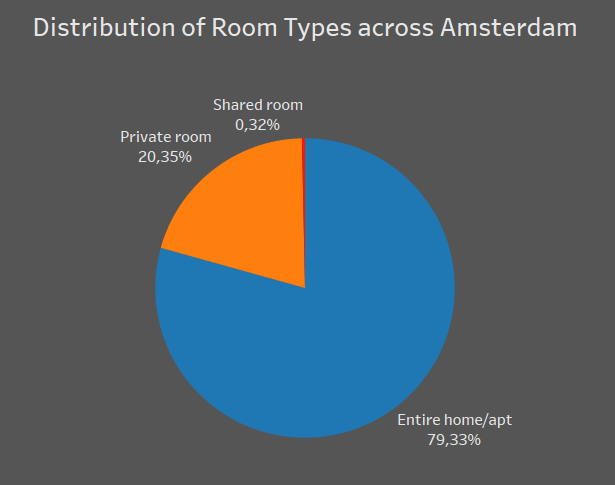 Distribution of Room Types across Amsterdam
Shared room
0,32%
Private room
20,35%
Entire home/apt
79,33%